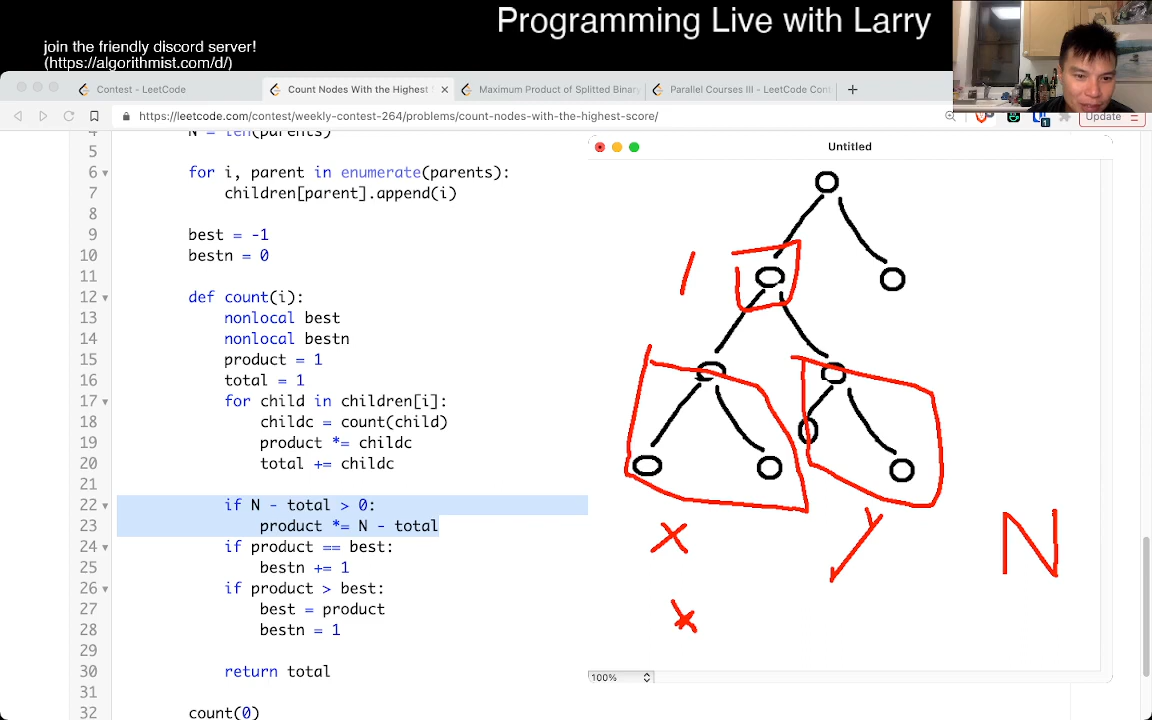 Programming Live with Larry
join the friendly discord server!
(https://algorithmist.com/d/)
Contest - LeetCode
Count Nodes With the Highest
Maximum Product of Splitted Binary
Parallel Courses III - LeetCode Con
https://leetcode.com/contest/weekly-contest-264/problems/count-nodes-with-the-highest-score/
Update
4 N = len(parents)
5
6 for i, parent in enumerate(parents):
7 children[parent].append(i)
8
9 best = -1
10 bestn = 0
11
12 def count(i):
13 nonlocal best
14 nonlocal bestn
15 product = 1
16 total = 1
17 for child in children[i]:
18 childc = count(child)
19 product *= childc
20 total += childc
21
22 if N - total > 0:
23 product *= N - total
24 if product == best:
25 bestn += 1
26 if product > best:
27 best = product
28 bestn = 1
29
30 return total
31
32 count(0)
Untitled
1
x
y
N
x
100%